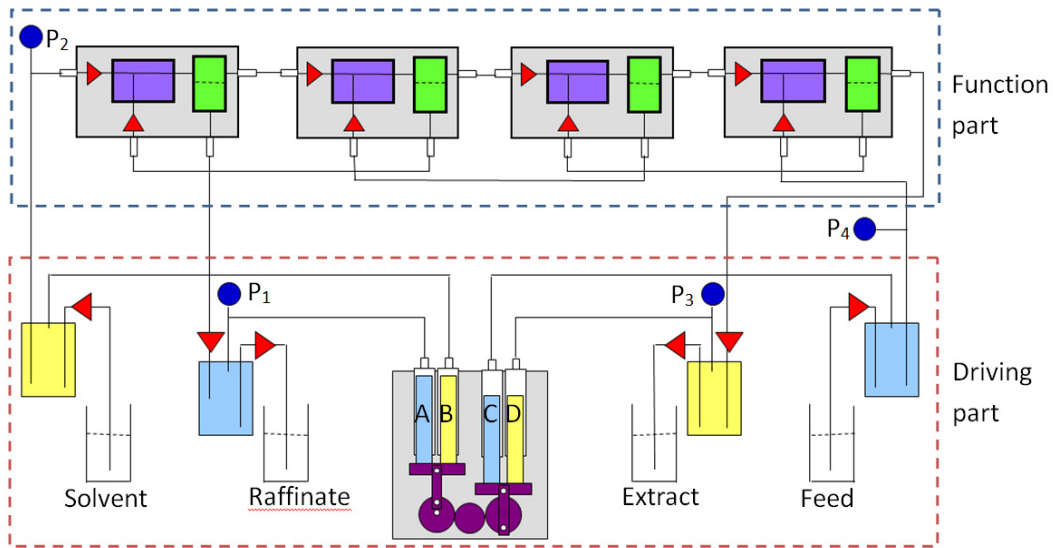 P2
Function
part
P4
P1
P3
A B C D
Driving
part
Solvent
Raffinate
Extract
Feed